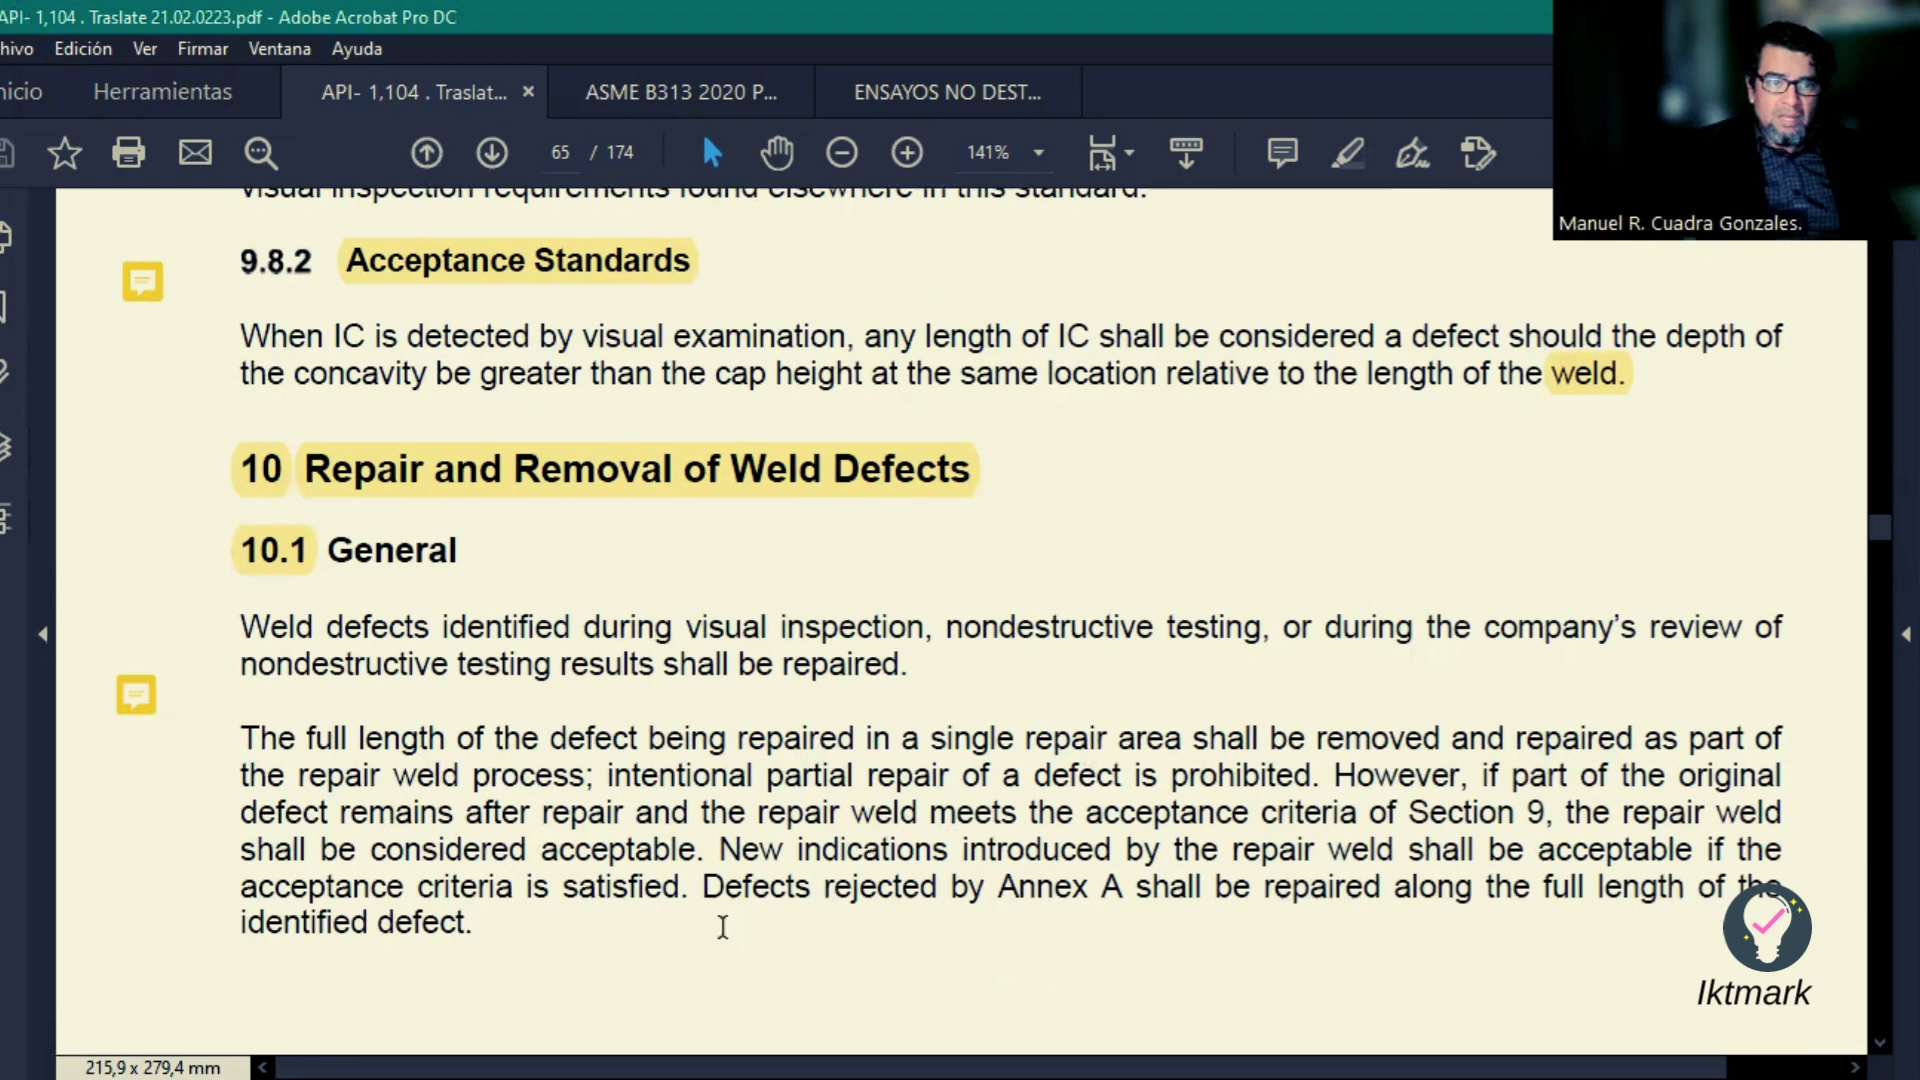 API- 1,104 . Traslate 21.02.0223.pdf - Adobe Acrobat Pro DC
hivo Edición Ver Firmar Ventana Ayuda
nicio Herramientas API- 1,104 . Traslat... × ASME B313 2020 P... ENSAYOS NO DEST...
65 / 174 141%
Manuel R. Cuadra Gonzales.
visual inspection requirements found elsewhere in this standard.
9.8.2 Acceptance Standards
When IC is detected by visual examination, any length of IC shall be considered a defect should the depth of
the concavity be greater than the cap height at the same location relative to the length of the weld.
10 Repair and Removal of Weld Defects
10.1 General
Weld defects identified during visual inspection, nondestructive testing, or during the company’s review of
nondestructive testing results shall be repaired.
The full length of the defect being repaired in a single repair area shall be removed and repaired as part of
the repair weld process; intentional partial repair of a defect is prohibited. However, if part of the original
defect remains after repair and the repair weld meets the acceptance criteria of Section 9, the repair weld
shall be considered acceptable. New indications introduced by the repair weld shall be acceptable if the
acceptance criteria is satisfied. Defects rejected by Annex A shall be repaired along the full length of the
identified defect.
Iktmark
215,9 x 279,4 mm